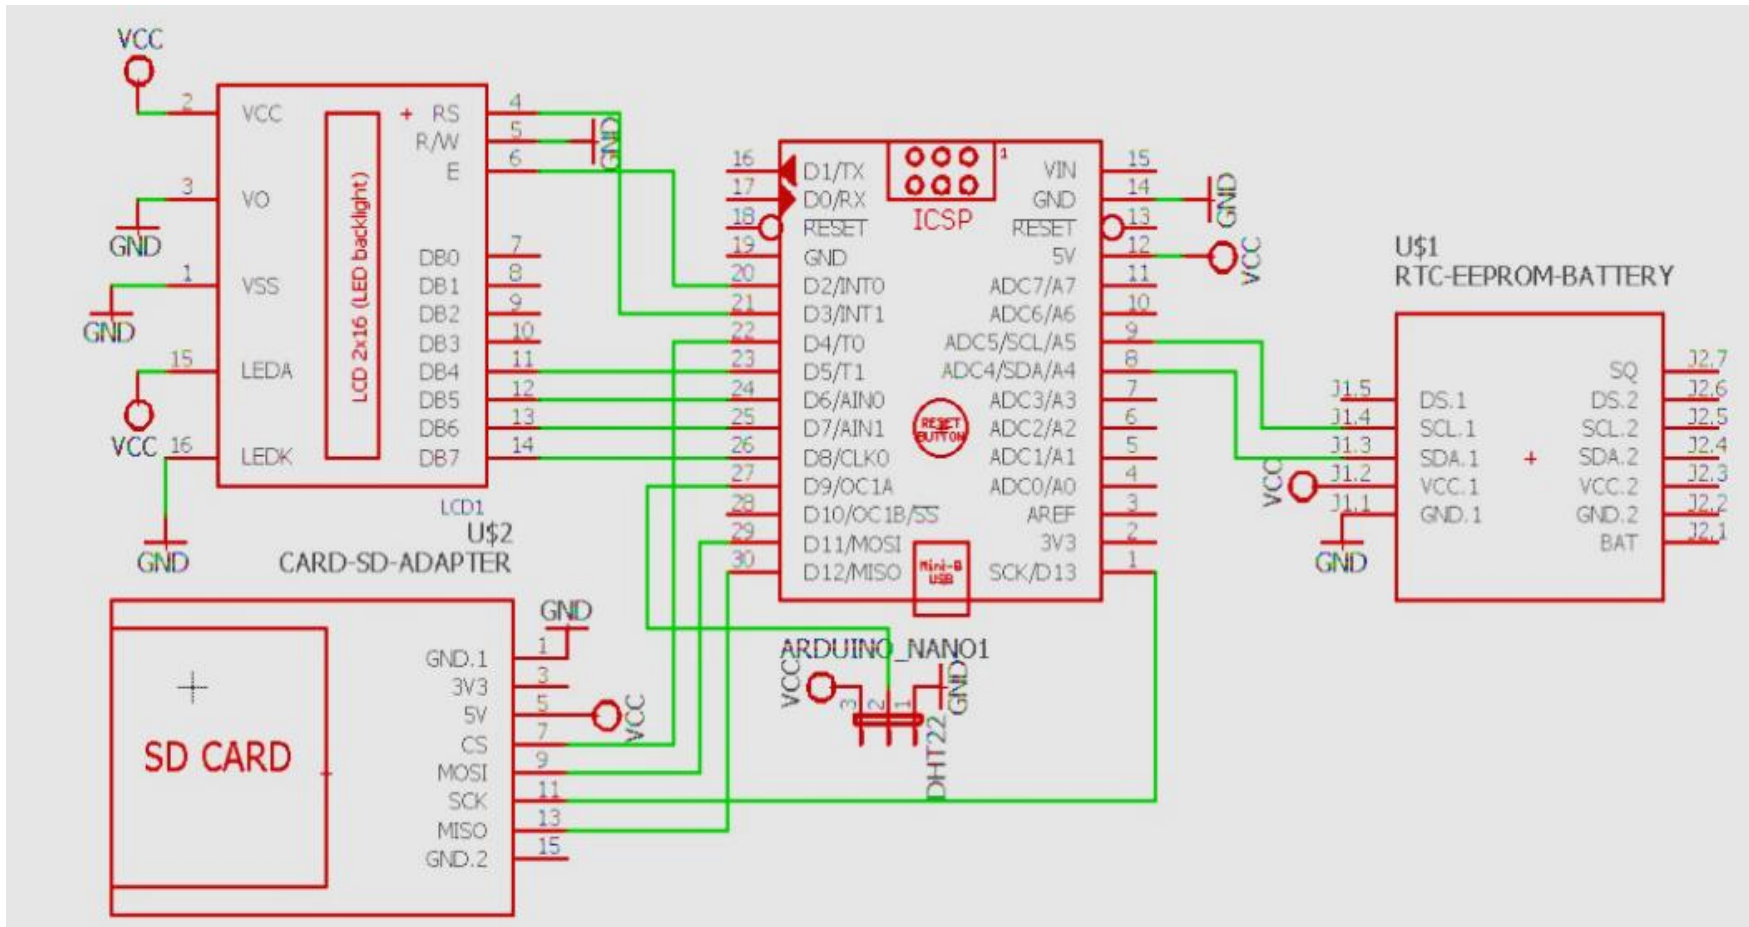 VCC
2
VCC
3
VO
GND
1
VSS
GND
15
LEDA
VCC
16
LEDK
GND
LCD 2x16 (LED backlight)
+ RS
4
R/W
5
GND
E
6
DB0
7
DB1
8
DB2
9
DB3
10
DB4
11
DB5
12
DB6
13
DB7
14
LCD1
U$2
CARD-SD-ADAPTER
SD CARD
GND
GND.1
1
3V3
3
5V
5
VCC
CS
7
MOSI
9
SCK
11
MISO
13
GND.2
15
16
D1/TX
17
D0/RX
18
RESET
19
GND
20
D2/INT0
21
D3/INT1
22
D4/T0
23
D5/T1
24
D6/AIN0
25
D7/AIN1
26
D8/CLK0
27
D9/OC1A
28
D10/OC1B/SS
29
D11/MOSI
30
D12/MISO
1
ICSP
RESET
BUTTON
Mini-B
USB
VIN
15
GND
14
GND
RESET
13
5V
12
VCC
ADC7/A7
11
ADC6/A6
10
ADC5/SCL/A5
9
ADC4/SDA/A4
8
ADC3/A3
7
ADC2/A2
6
ADC1/A1
5
ADC0/A0
4
AREF
3
3V3
2
SCK/D13
1
ARDUINO_NANO1
VCC
3
2
1
GND
DHT22
U$1
RTC-EEPROM-BATTERY
J1.5
DS.1
J1.4
SCL.1
J1.3
SDA.1
VCC
J1.2
VCC.1
J1.1
GND.1
GND
+
SQ
J2.7
DS.2
J2.6
SCL.2
J2.5
SDA.2
J2.4
VCC.2
J2.3
GND.2
J2.2
BAT
J2.1